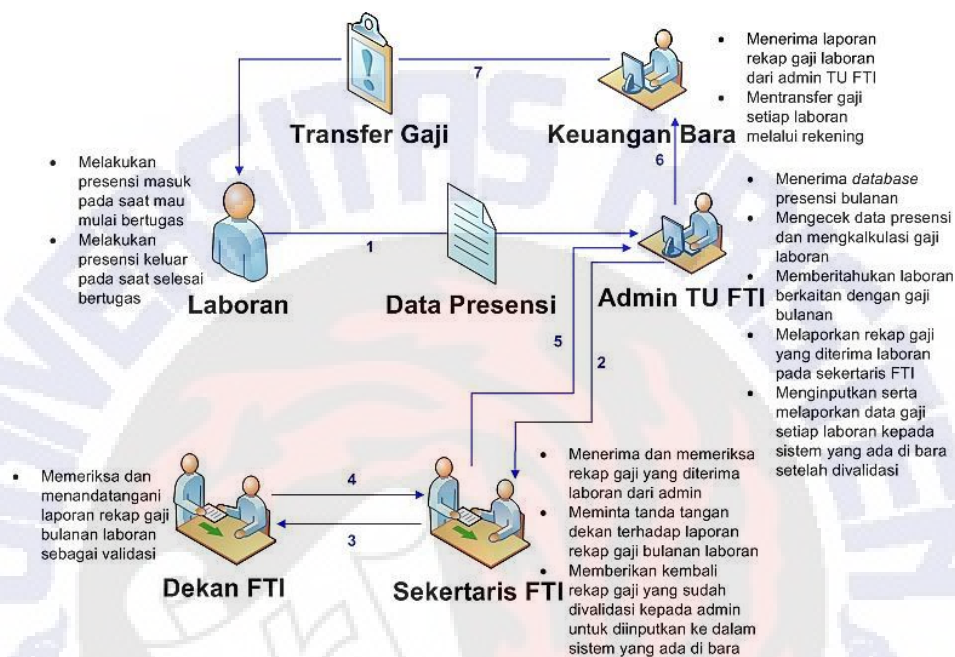 7
Transfer Gaji
Keuangan Bara
• Menerima laporan
rekap gaji laboran
dari admin TU FTI
• Mentransfer gaji
setiap laboran
melalui rekening
6
• Melakukan
presensi masuk
pada saat mau
mulai bertugas
• Melakukan
presensi keluar
pada saat selesai
bertugas
Laboran
1
Data Presensi
Admin TU FTI
• Menerima database
presensi bulanan
• Mengecek data presensi
dan mengkalkulasi gaji
laboran
• Memberitahukan laboran
berkaitan dengan gaji
bulanan
• Melaporkan rekap gaji
yang diterima laboran
pada sekertaris FTI
• Menginputkan serta
melaporkan data gaji
setiap laboran kepada
sistem yang ada di bara
setelah divalidasi
5
2
• Memeriksa dan
menandatangani
laporan rekap gaji
bulanan laboran
sebagai validasi
Dekan FTI
4
3
Sekertaris FTI
• Menerima dan memeriksa
rekap gaji yang diterima
laboran dari admin
• Meminta tanda tangan
dekan terhadap laporan
rekap gaji bulanan laboran
• Memberikan kembali
rekap gaji yang sudah
divalidasi kepada admin
untuk diinputkan ke dalam
sistem yang ada di bara